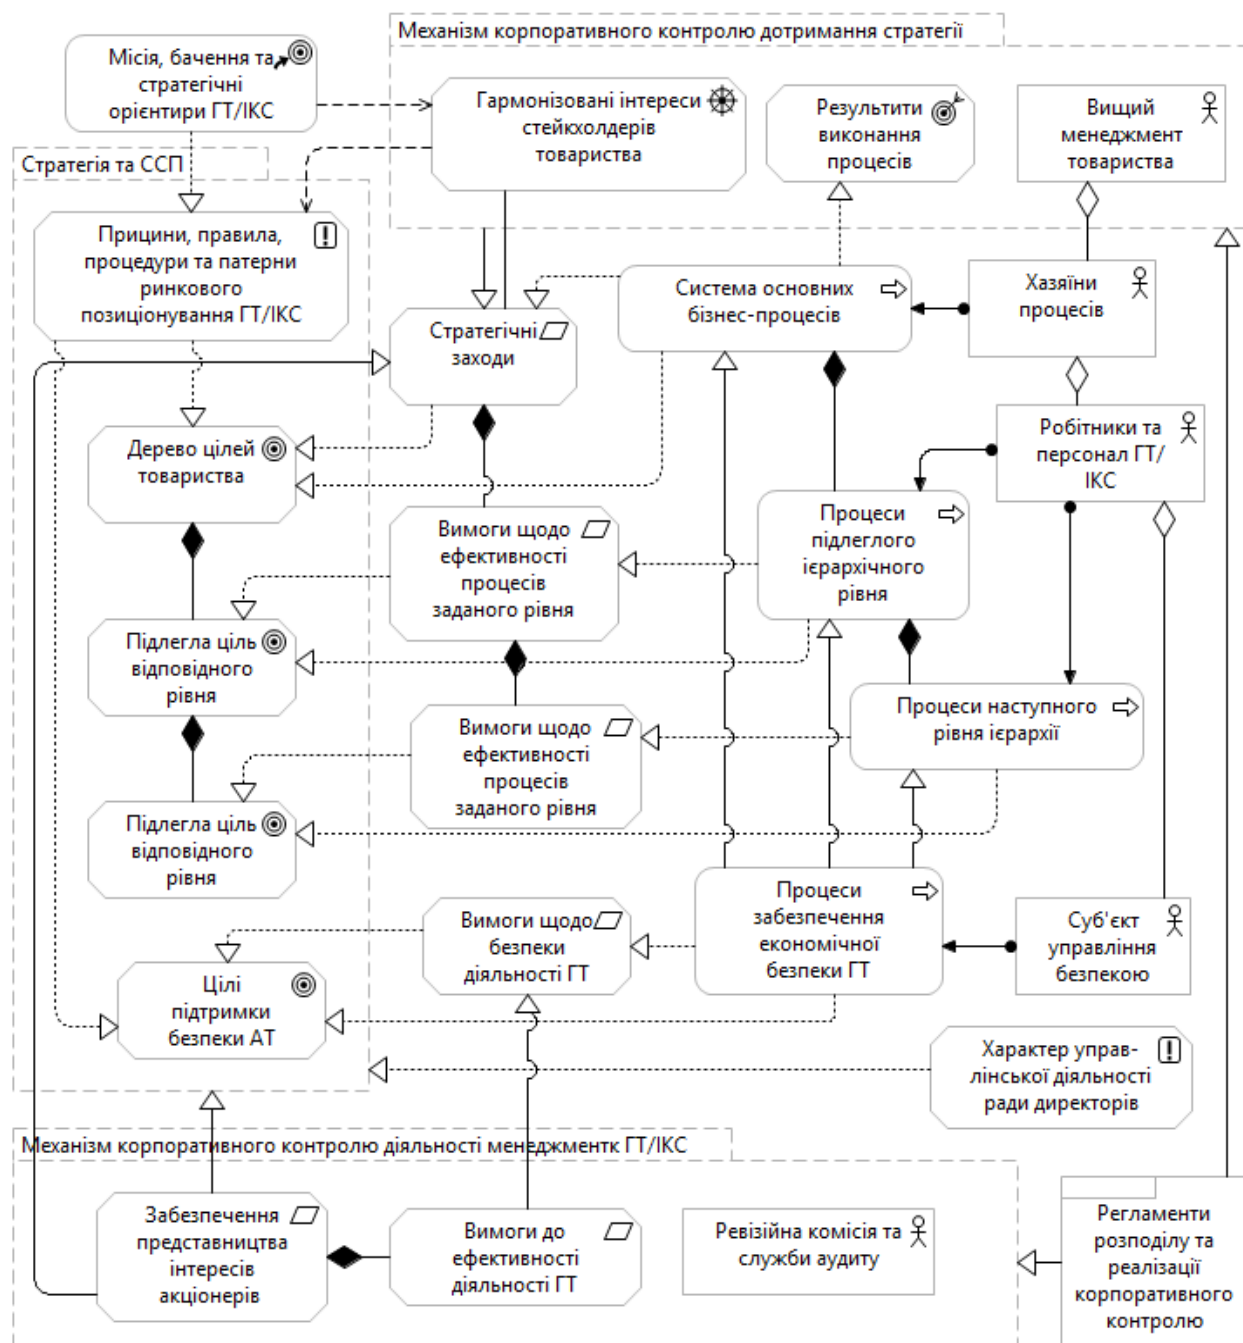 Механізм корпоративного контролю дотримання стратегії
Місія, бачення та
стратегічні
орієнтири ГТ/ІКС
Гармонізовані інтереси
стейкхолдерів
товариства
Результити
виконання
процесів
Вищий
менеджмент
товариства
Стратегія та ССП
Прицини, правила,
процедури та патерни
ринкового
позиціонування ГТ/ІКС
Система основних
бізнес-процесів
Хазяїни
процесів
Стратегічні
заходи
Дерево цілей
товариства
Робітники та
персонал ГТ/
ІКС
Вимоги щодо
ефективності
процесів
заданого рівня
Процеси
підлеглого
ієрархічного
рівня
Підлегла ціль
відповідного
рівня
Вимоги щодо
ефективності
процесів
заданого рівня
Процеси наступного
рівня ієрархії
Підлегла ціль
відповідного
рівня
Вимоги щодо
безпеки
діяльності ГТ
Процеси
забезпечення
економічної
безпеки ГТ
Суб'єкт
управління
безпекою
Цілі
підтримки
безпеки АТ
Характер управ-
лінської діяльності
ради директорів
Механізм корпоративного контролю діяльності менеджментк ГТ/ІКС
Забезпечення
представництва
інтересів
акціонерів
Вимоги до
ефективності
діяльності ГТ
Ревізійна комісія та
служби аудиту
Регламенти
розподілу та
реалізації
корпоративного
контролю